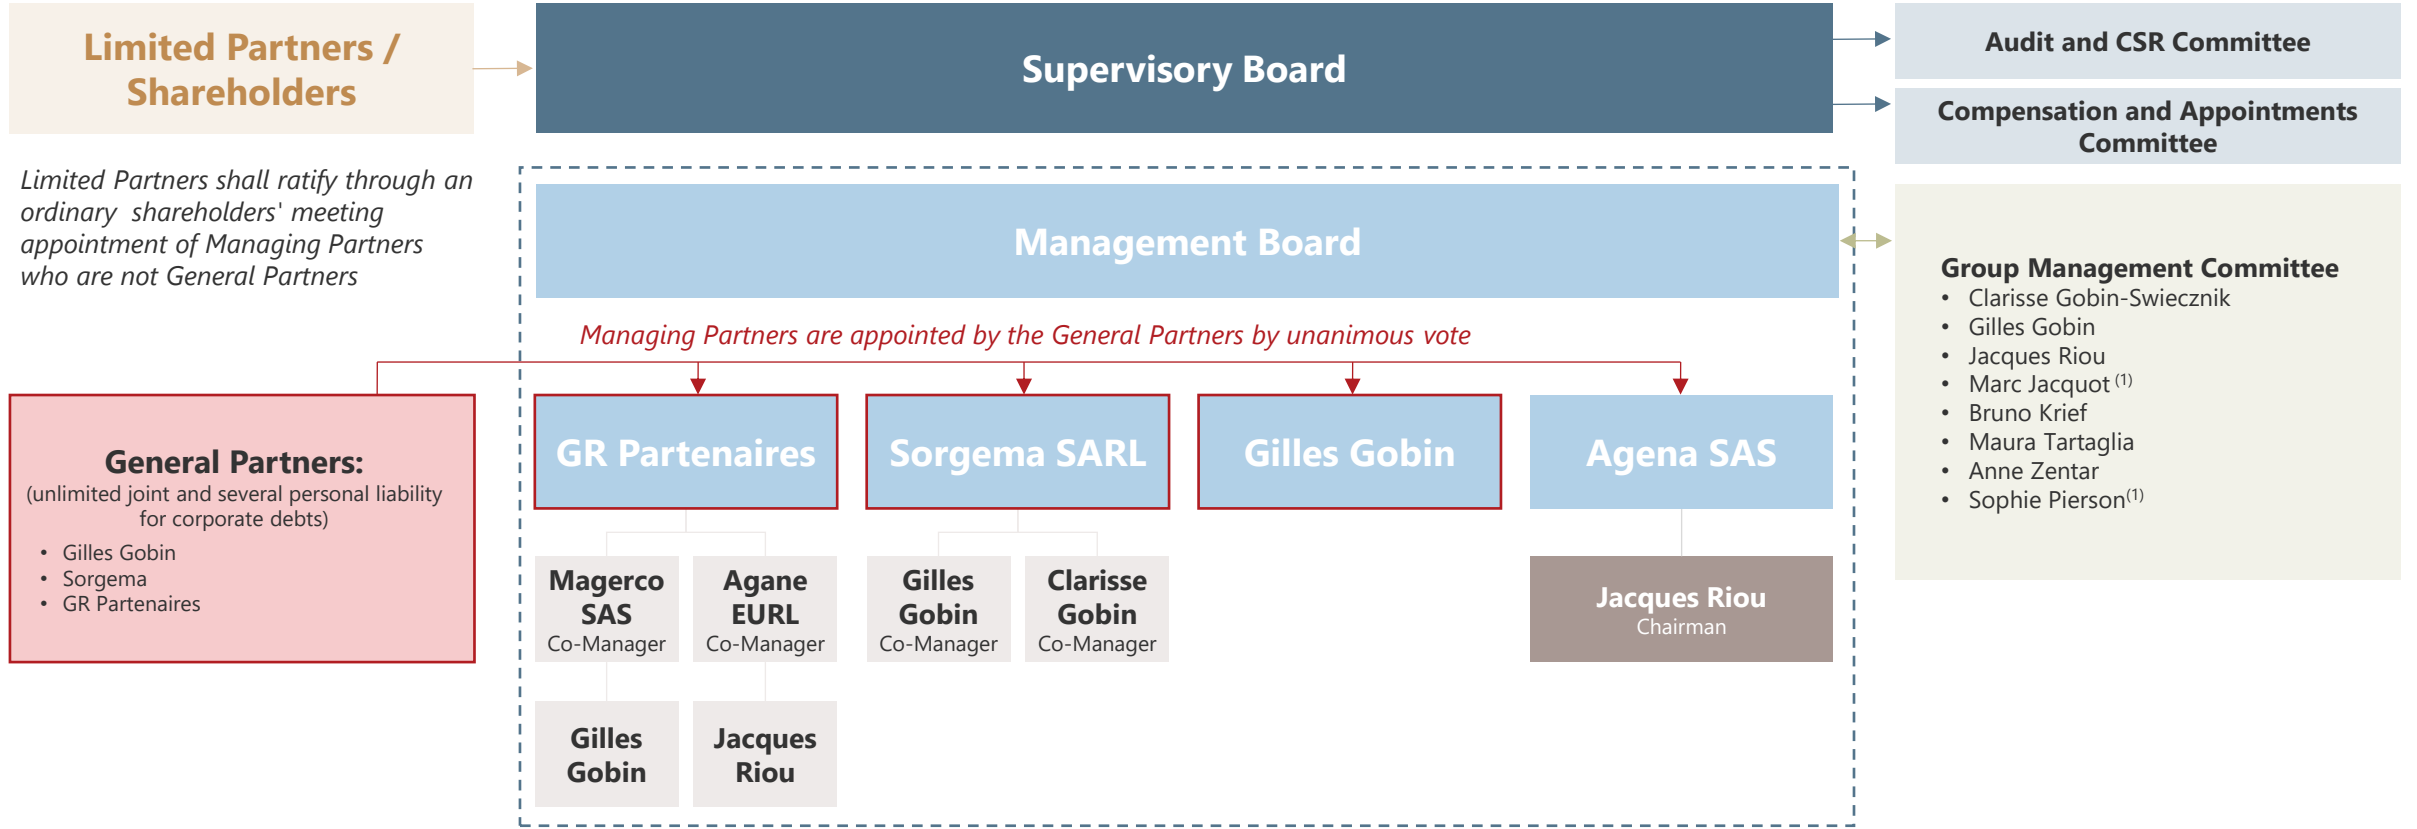 Limited Partners /
Shareholders
Supervisory Board
Audit and CSR Committee
Compensation and Appointments
Committee
Limited Partners shall ratify through an
ordinary shareholders' meeting
appointment of Managing Partners
who are not General Partners
Management Board
Group Management Committee
• Clarisse Gobin-Swiecznik
• Gilles Gobin
• Jacques Riou
• Marc Jacquot (1)
• Bruno Krief
• Maura Tartaglia
• Anne Zentar
• Sophie Pierson(1)
Managing Partners are appointed by the General Partners by unanimous vote
General Partners:
(unlimited joint and several personal liability
for corporate debts)
• Gilles Gobin
• Sorgema
• GR Partenaires
GR Partenaires
Sorgema SARL
Gilles Gobin
Agena SAS
Magerco
SAS
Co-Manager
Agane
EURL
Co-Manager
Gilles
Gobin
Co-Manager
Clarisse
Gobin
Co-Manager
Jacques Riou
Chairman
Gilles
Gobin
Jacques
Riou